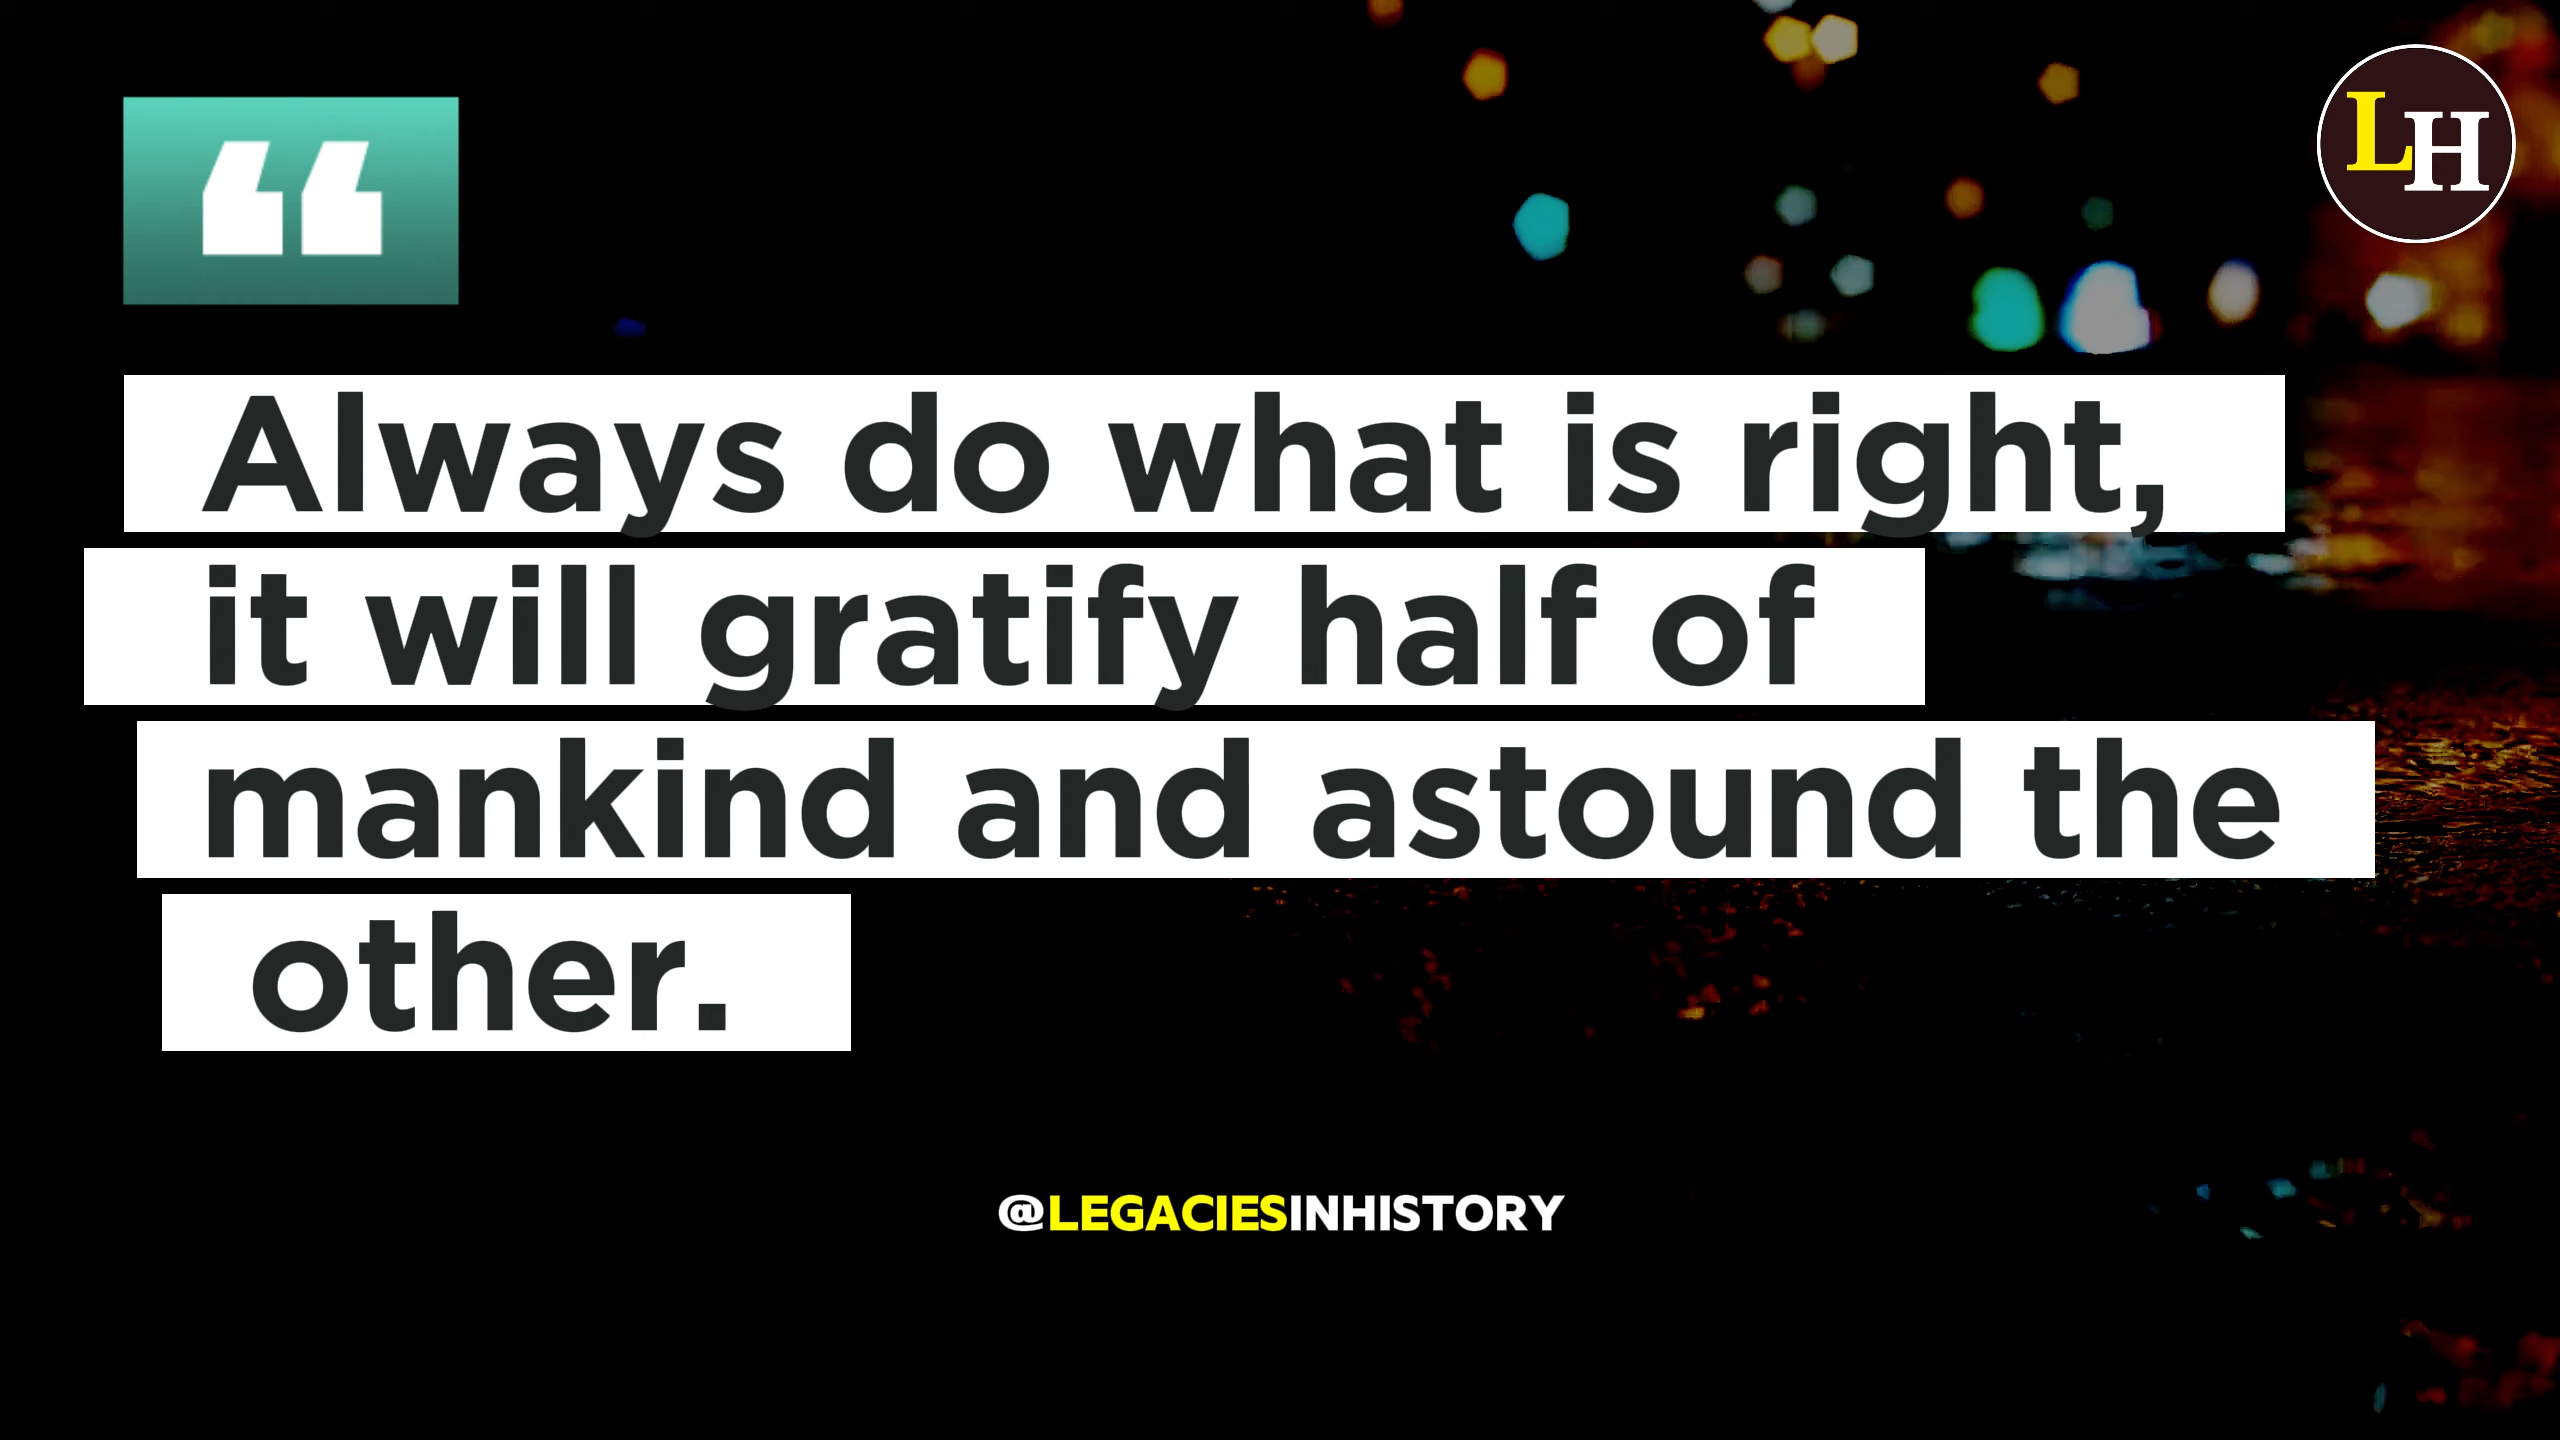 LH
“
Always do what is right,
it will gratify half of
mankind and astound the
other.
@LEGACIESINHISTORY